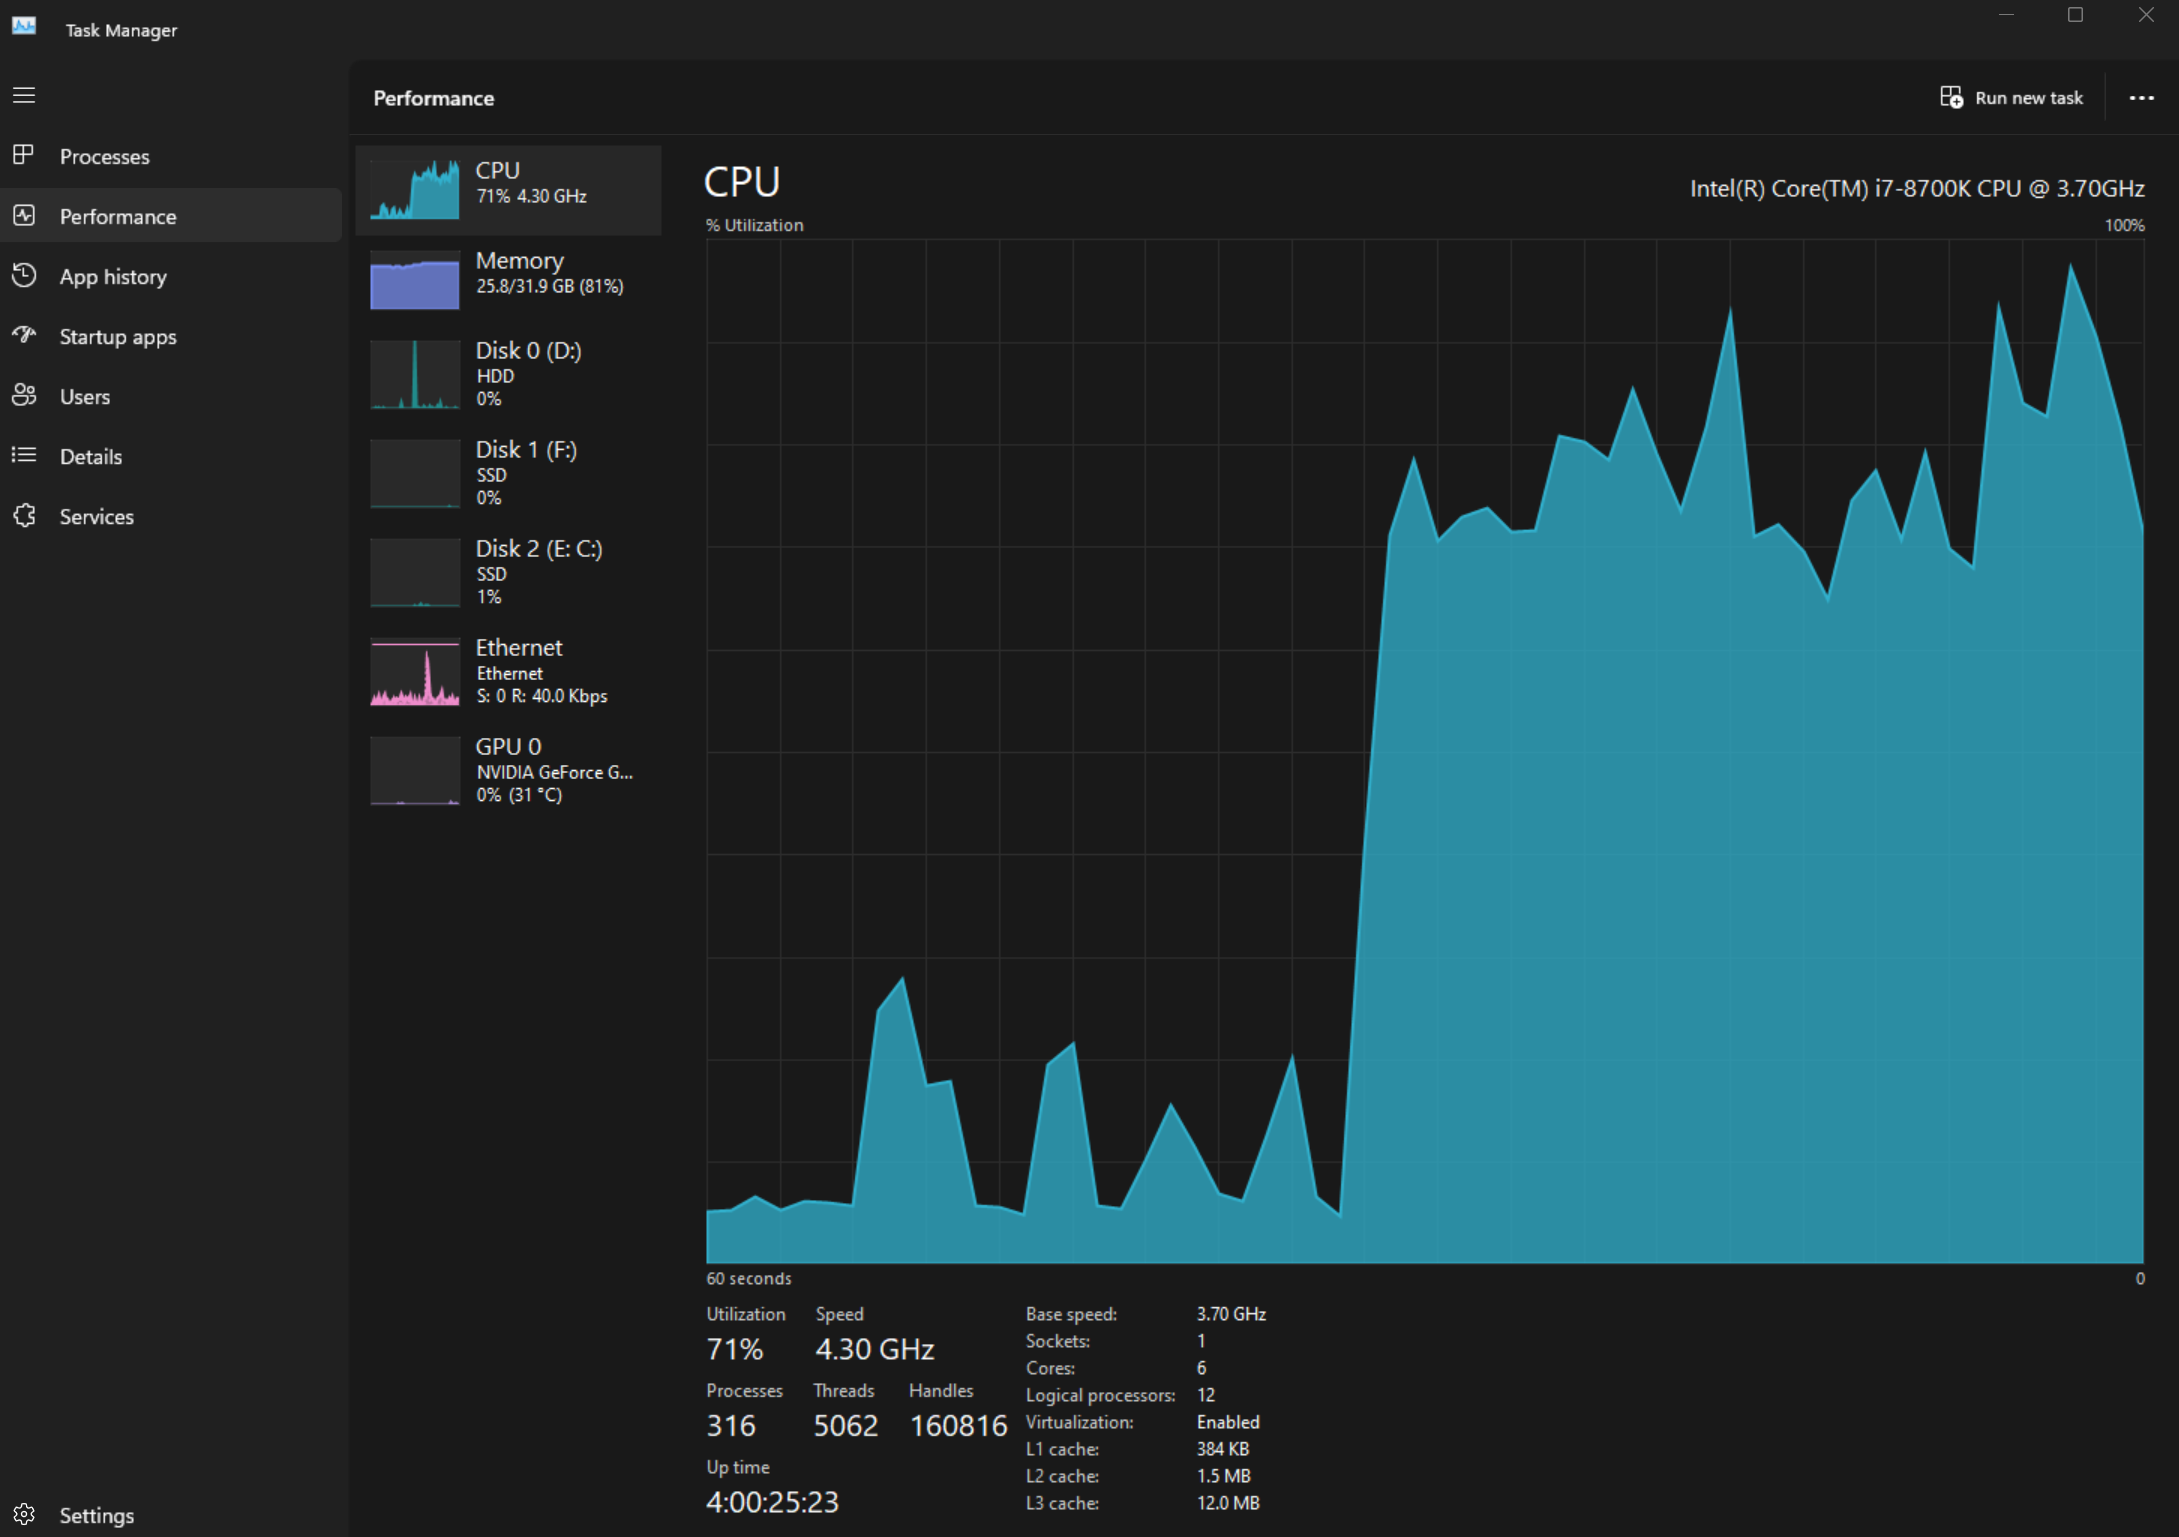 Task Manager
Processes
Performance
App history
Startup apps
Users
Details
Services
Settings
Performance
Run new task
CPU
71% 4.30 GHz
Memory
25.8/31.9 GB (81%)
Disk 0 (D:)
HDD
0%
Disk 1 (F:)
SSD
0%
Disk 2 (E: C:)
SSD
1%
Ethernet
Ethernet
S: 0 R: 40.0 Kbps
GPU 0
NVIDIA GeForce G...
0% (31 °C)
CPU
Intel(R) Core(TM) i7-8700K CPU @ 3.70GHz
% Utilization
100%
60 seconds
0
Utilization Speed
71% 4.30 GHz
Processes Threads Handles
316 5062 160816
Up time
4:00:25:23
Base speed: 3.70 GHz
Sockets: 1
Cores: 6
Logical processors: 12
Virtualization: Enabled
L1 cache: 384 KB
L2 cache: 1.5 MB
L3 cache: 12.0 MB